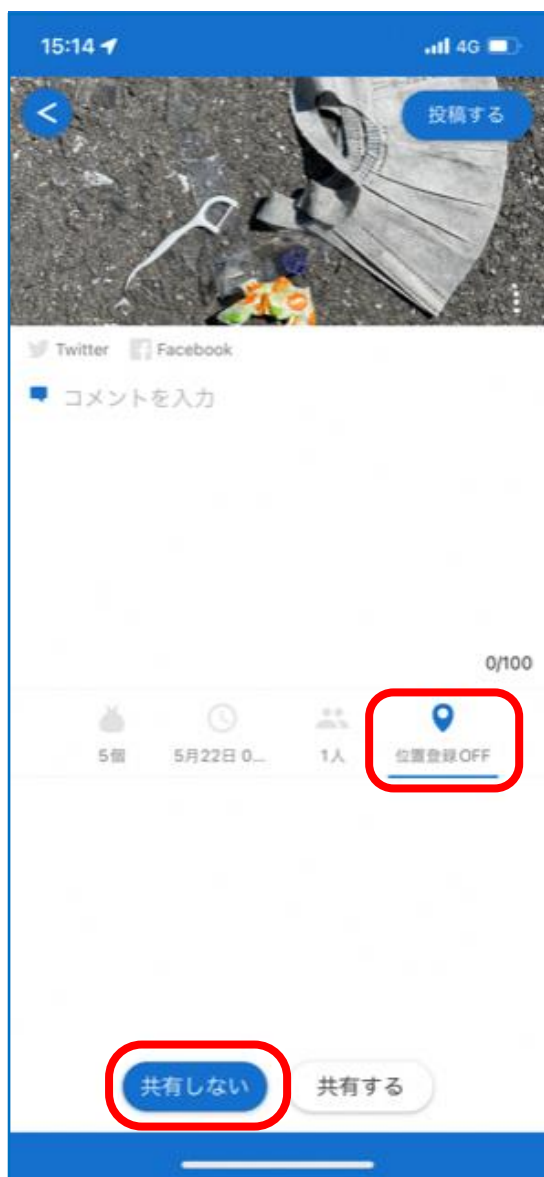 15:14
4G
投稿する
Twitter Facebook
コメントを入力
0/100
5個 5月22日 0... 1人 位置登録OFF
共有しない 共有する